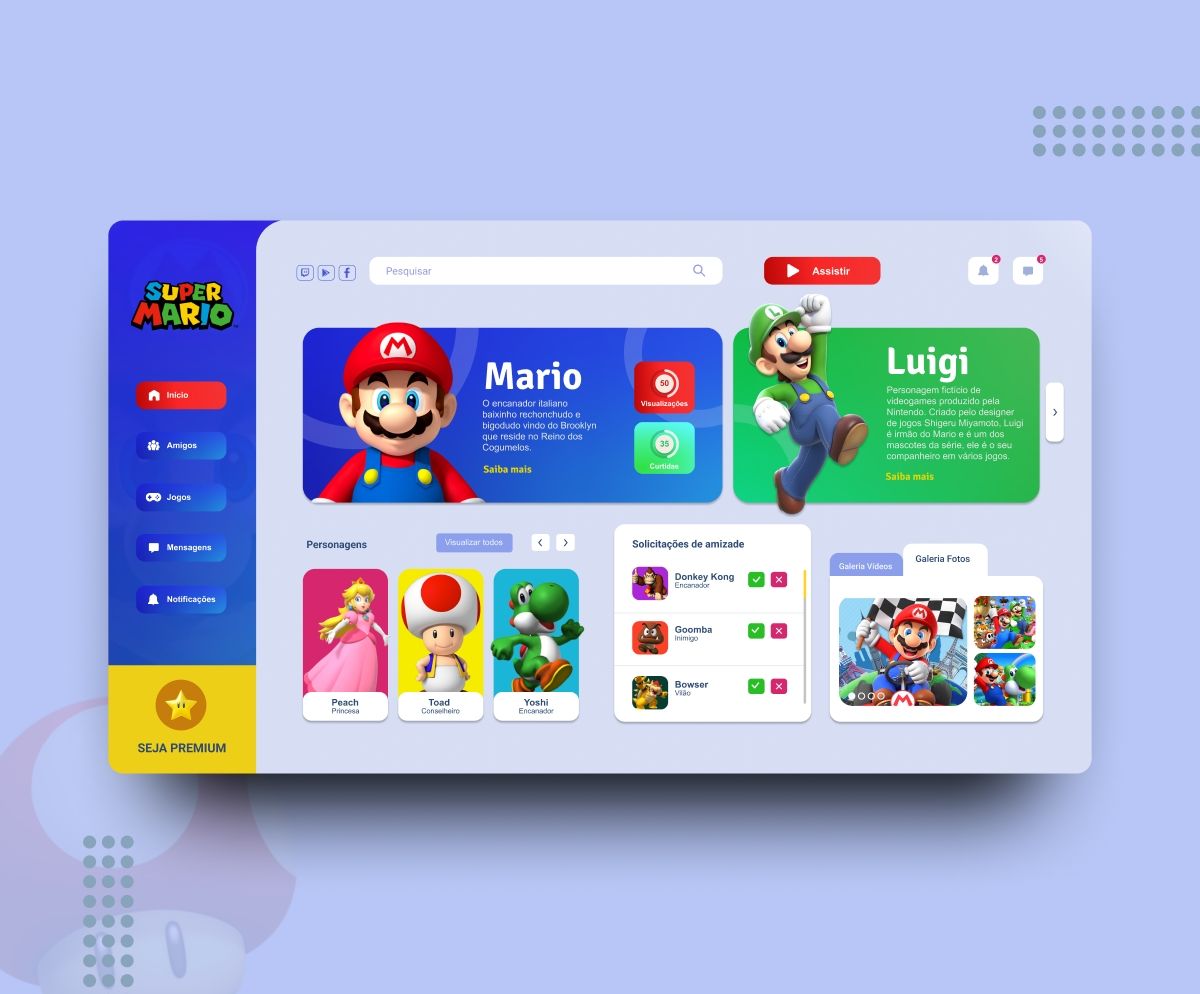 SUPER
MARIO
Início
Amigos
Jogos
Mensagens
Notificações
SEJA PREMIUM
Pesquisar
Assistir
2
5
Mario
O encanador italiano
baixinho rechonchudo e
bigodudo vindo do Brooklyn
que reside no Reino dos
Cogumelos.
Saiba mais
50
Visualizações
35
Curtidas
Luigi
Personagem fictício de
videogames produzido pela
Nintendo. Criado pelo designer
de jogos Shigeru Miyamoto, Luigi
é irmão do Mario e é um dos
mascotes da série, ele é o seu
companheiro em vários jogos.
Saiba mais
Personagens
Visualizar todos
Peach
Princesa
Toad
Conselheiro
Yoshi
Encanador
Solicitações de amizade
Donkey Kong
Encanador
Goomba
Inimigo
Bowser
Vilão
Galeria Vídeos
Galeria Fotos